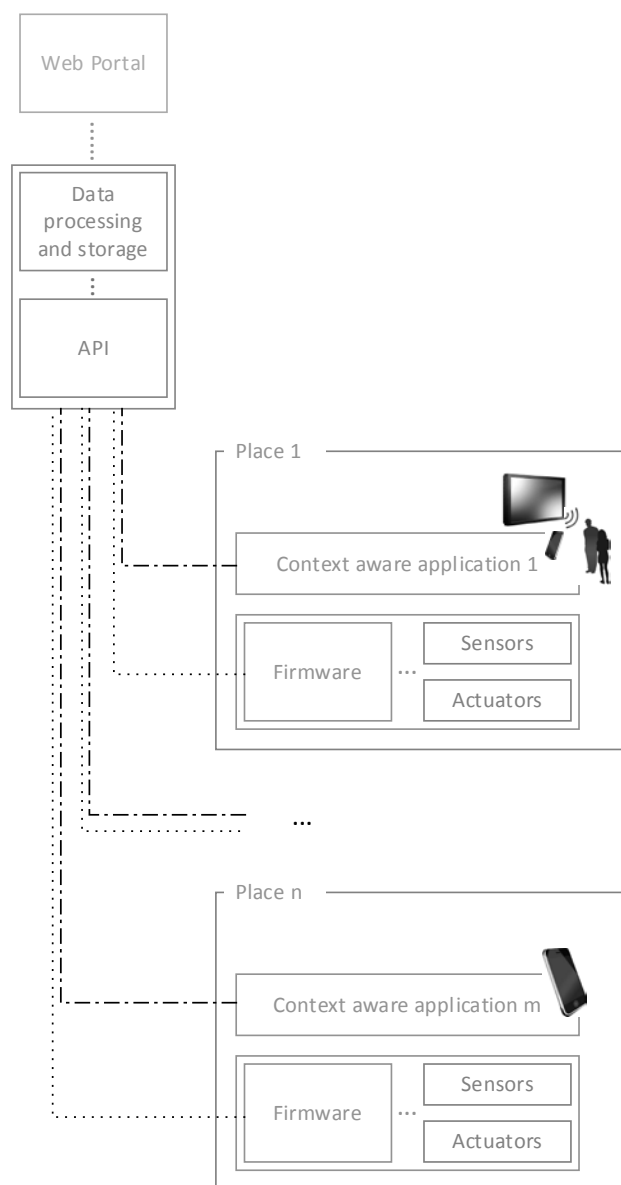 Web Portal
Data
processing
and storage
API
Place 1
Context aware application 1
Firmware
...
Sensors
Actuators
...
Place n
Context aware application m
Firmware
...
Sensors
Actuators